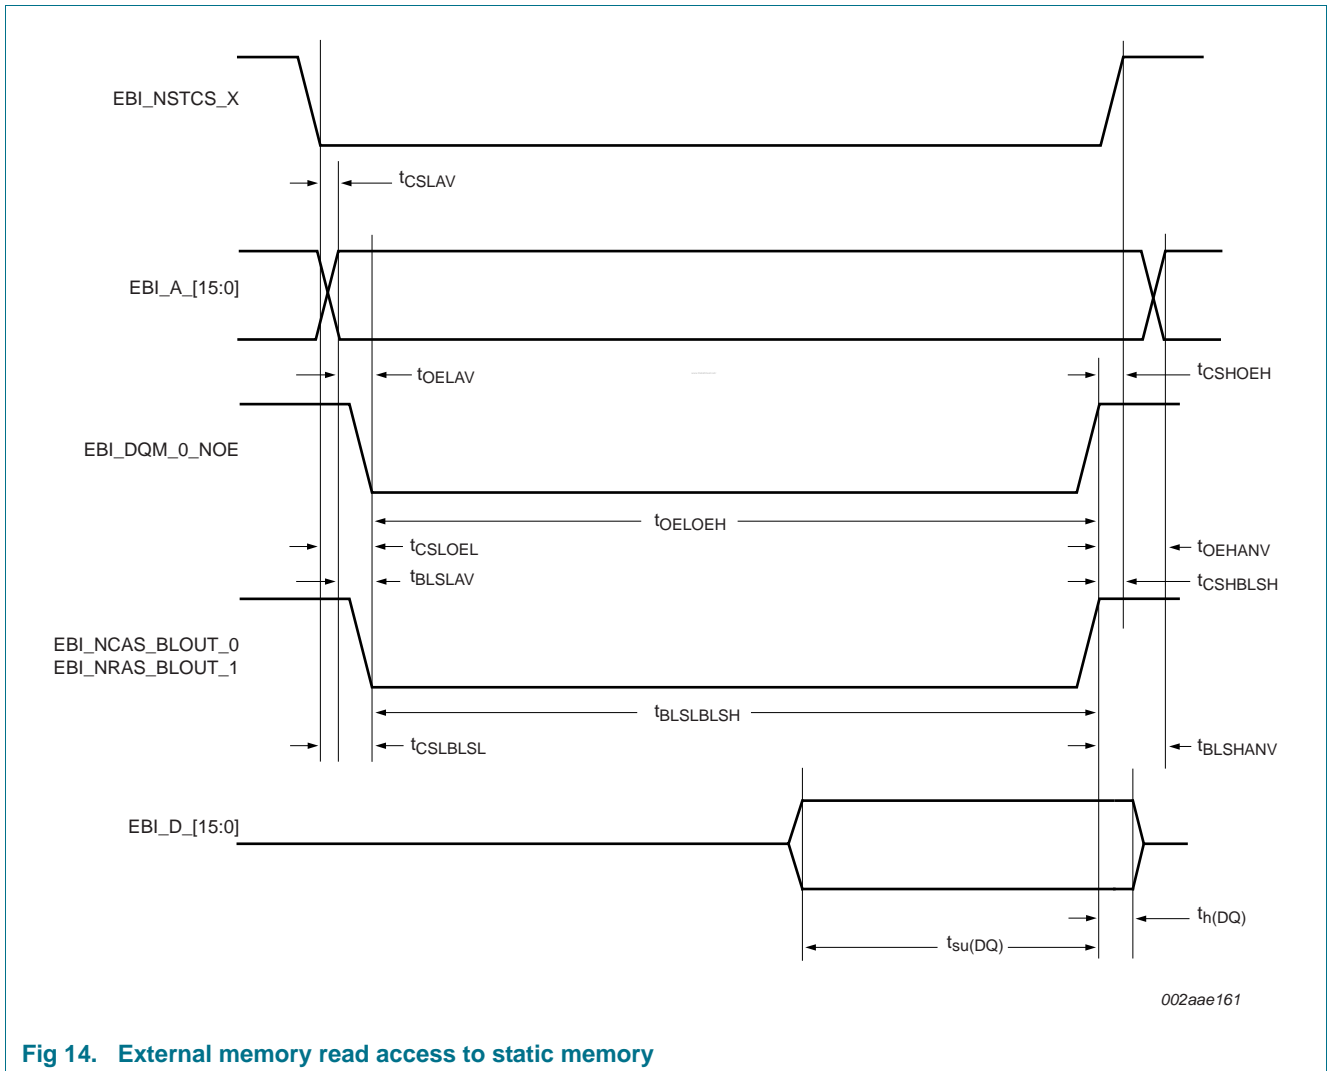 EBI_NSTCS_X
tCSLAV
EBI_A_[15:0]
tOELAV
tCSHOEH
EBI_DQM_0_NOE
tOELOEH
tCSLOEL
tOEHANV
tBLSLAV
tCSHBLSH
EBI_NCAS_BLOUT_0
EBI_NRAS_BLOUT_1
tBLSLBLSH
tCSLBLSL
tBLSHANV
EBI_D_[15:0]
th(DQ)
tsu(DQ)
002aae161
Fig 14. External memory read access to static memory